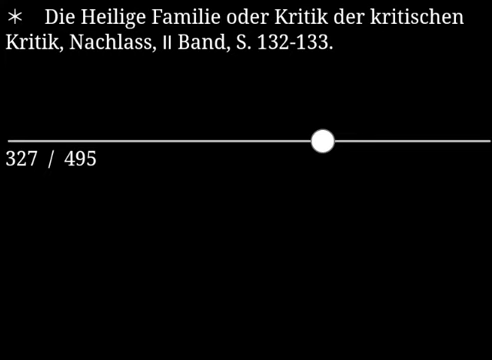 * Die Heilige Familie oder Kritik der kritischen
Kritik, Nachlass, II Band, S. 132-133.
327 / 495